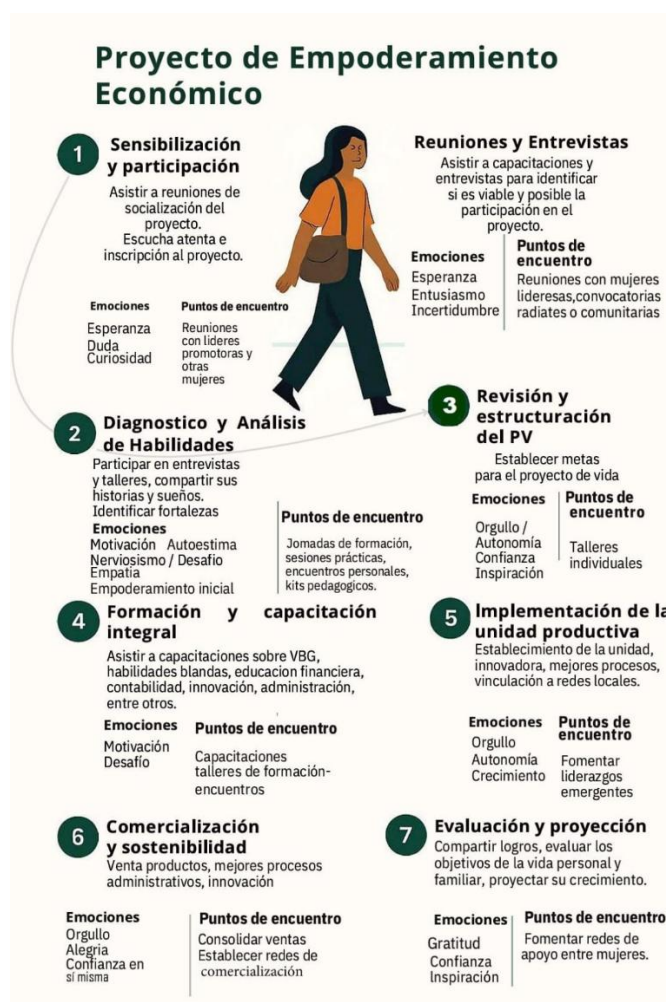 Proyecto de Empoderamiento
Económico
1
Sensibilización
y participación
Asistir a reuniones de
socialización del
proyecto.
Escucha atenta e
inscripción al proyecto.
Emociones
Esperanza
Duda
Curiosidad
Puntos de encuentro
Reuniones
con lideres
promotoras y
otras
mujeres
Reuniones y Entrevistas
Asistir a capacitaciones y
entrevistas para identificar
si es viable y posible la
participación en el
proyecto.
Emociones
Esperanza
Entusiasmo
Incertidumbre
Puntos de
encuentro
Reuniones con mujeres
lideresas,convocatorias
radiates o comunitarias
2
Diagnostico y Análisis
de Habilidades
Participar en entrevistas
y talleres, compartir sus
historias y sueños.
Identificar fortalezas
Emociones
Motivación Autoestima
Nerviosismo / Desafio
Empatia
Empoderamiento inicial
Puntos de encuentro
Jomadas de formación,
sesiones prácticas,
encuentros personales,
kits pedagogicos.
3
Revisión y
estructuración
del PV
Establecer metas
para el proyecto de vida
Emociones
Orgullo /
Autonomía
Confianza
Inspiración
Puntos de
encuentro
Talleres
individuales
4
Formación y capacitación
integral
Asistir a capacitaciones sobre VBG,
habilidades blandas, educacion financiera,
contabilidad, innovación, administración,
entre otros.
Emociones
Motivación
Desafío
Puntos de encuentro
Capacitaciones
talleres de formación-
encuentros
5
Implementación de la
unidad productiva
Establecimiento de la unidad,
innovadora, mejores procesos,
vinculación a redes locales.
Emociones
Orgullo
Autonomía
Crecimiento
Puntos de
encuentro
Fomentar
liderazgos
emergentes
6
Comercialización
y sostenibilidad
Venta productos, mejores procesos
administrativos, innovación
Emociones
Orgullo
Alegria
Confianza en
sí misma
Puntos de encuentro
Consolidar ventas
Establecer redes de
comercialización
7
Evaluación y proyección
Compartir logros, evaluar los
objetivos de la vida personal y
familiar, proyectar su crecimiento.
Emociones
Gratitud
Confianza
Inspiración
Puntos de encuentro
Fomentar redes de
apoyo entre mujeres.